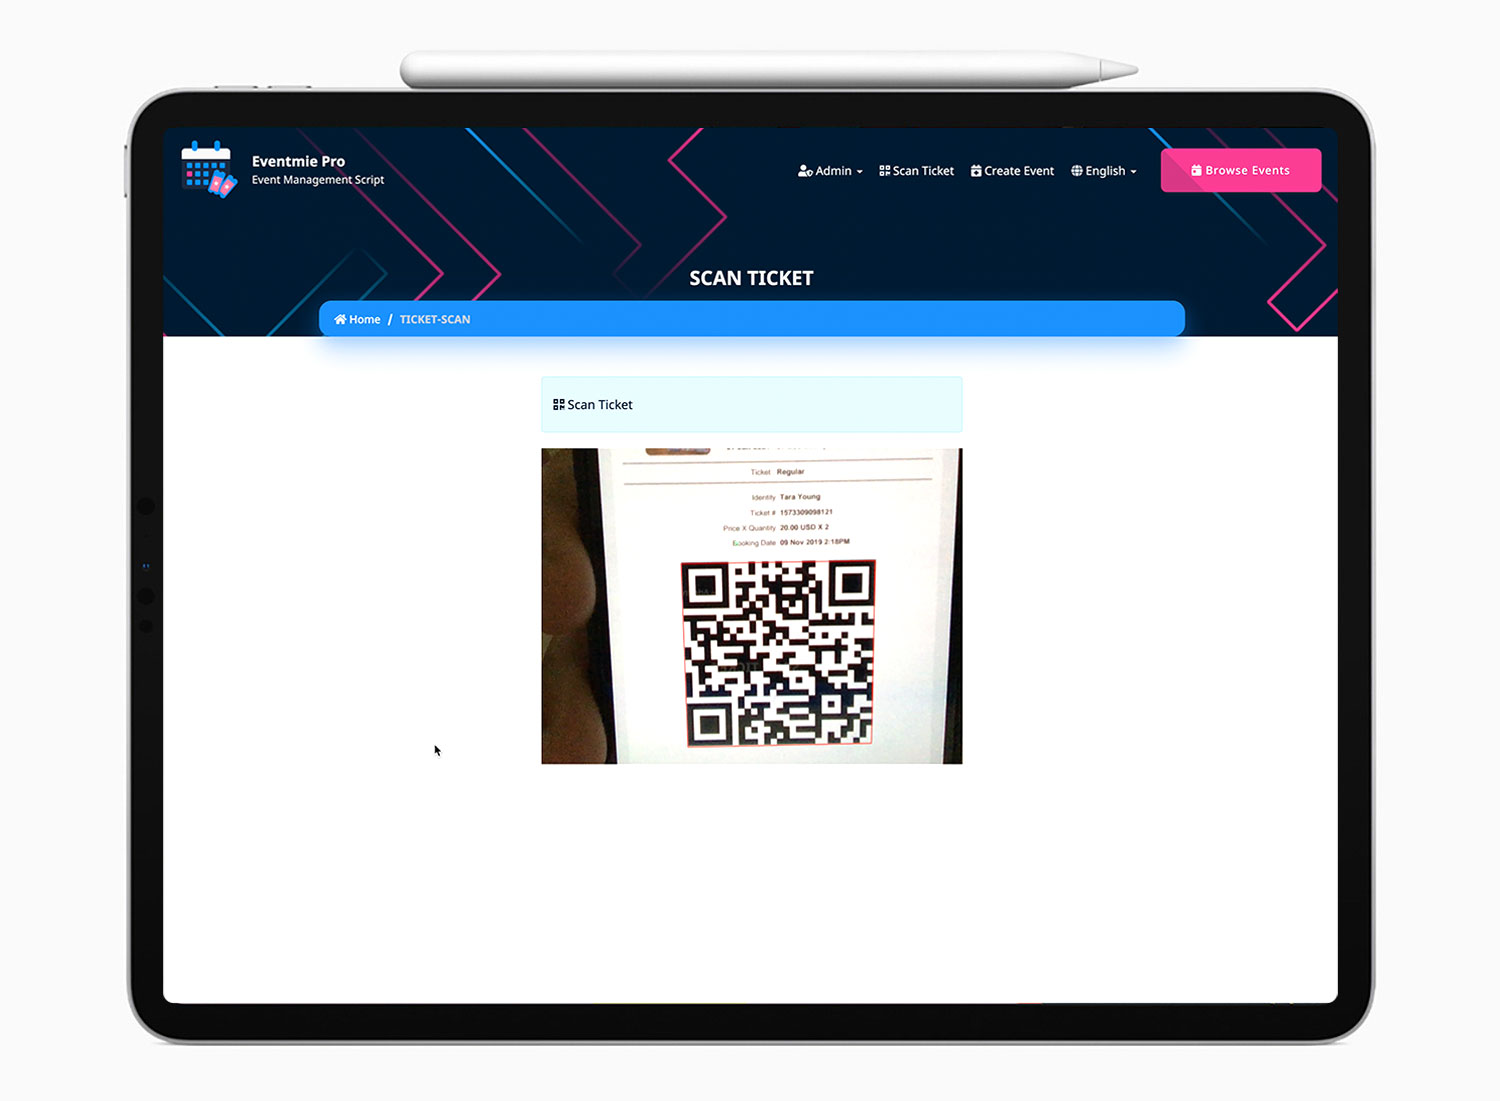 Eventmie Pro
Event Management Script
Admin
Scan Ticket
Create Event
English
Browse Events
SCAN TICKET
Home / TICKET-SCAN
Scan Ticket
Ticket Regular
Identity Tara Young
Ticket # 1573309098121
Price X Quantity 20.00 USD X 2
Booking Date 09 Nov 2019 2:18PM